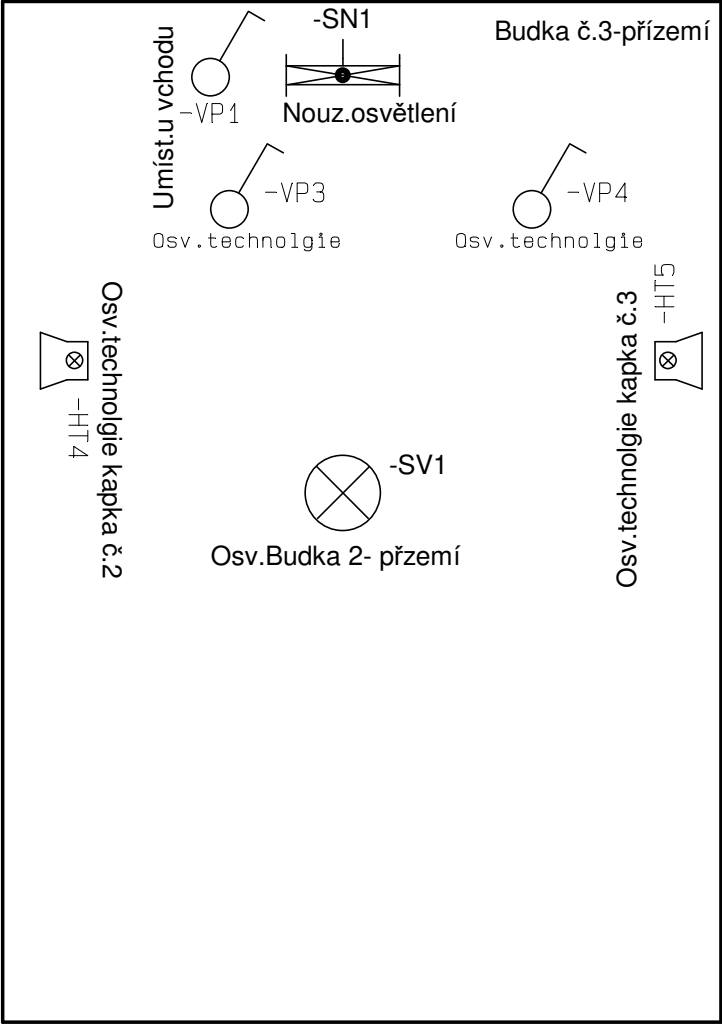 -SN1
Budka č.3-přízemí
Umíst.u vchodu
-VP1
Nouz.osvětlení
-VP3
Osv.technolgie
-VP4
Osv.technolgie
-HT4
Osv.technolgie kapka č.2
Osv.technolgie kapka č.3
-HT5
-SV1
Osv.Budka 2- přzemí